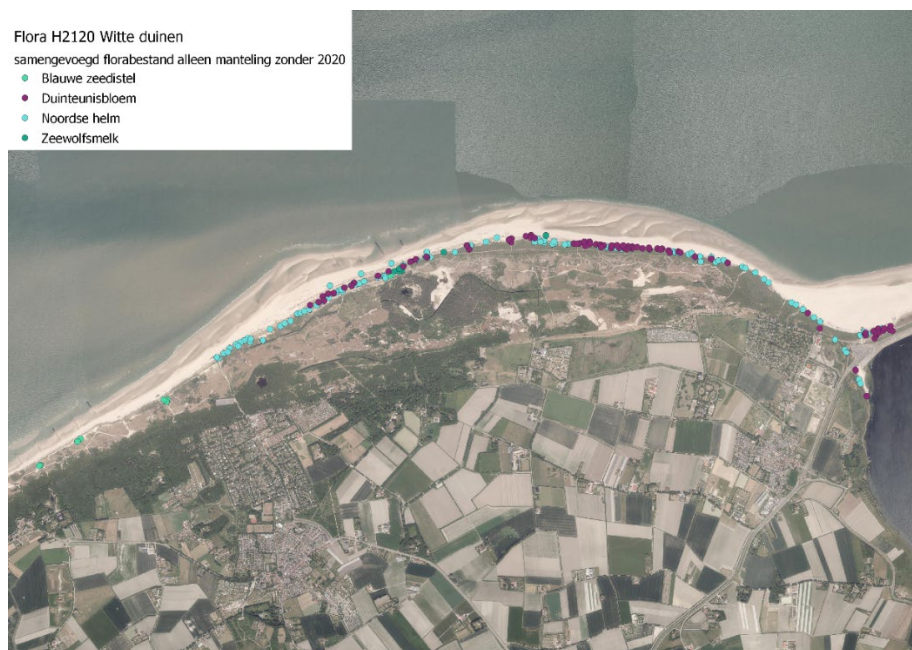 Flora H2120 Witte duinen
samengevoegd florabestand alleen manteling zonder 2020
Blauwe zeedistel
Duinteunisbloem
Noordse helm
Zeewolfsmelk